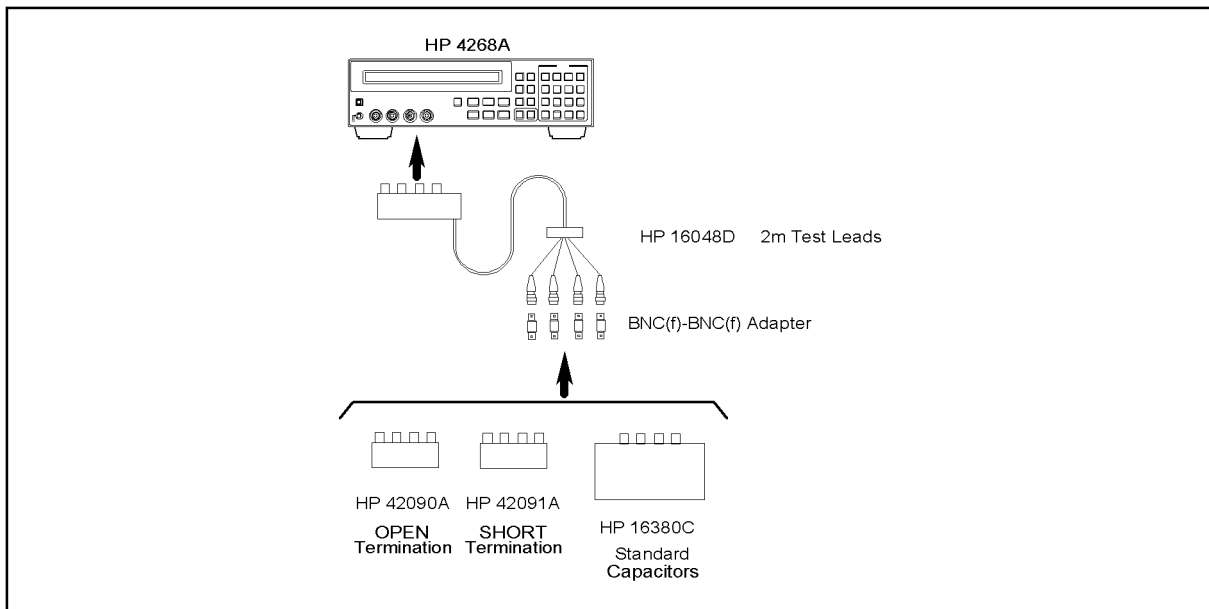 HP 4268A
HP 16048D 2m Test Leads
BNC(f)-BNC(f) Adapter
HP 42090A
OPEN
Termination
HP 42091A
SHORT
Termination
HP 16380C
Standard
Capacitors